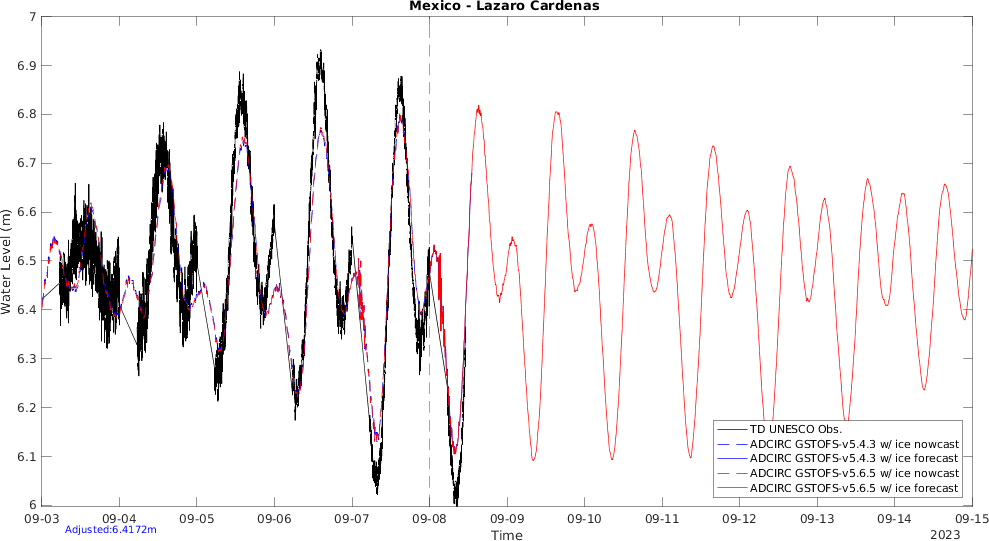 Mexico - Lazaro Cardenas
7
6.9
6.8
6.7
6.6
6.5
6.4
6.3
6.2
6.1
6
Water Level (m)
TD UNESCO Obs.
ADCIRC GSTOFS-v5.4.3 w/ ice nowcast
ADCIRC GSTOFS-v5.4.3 w/ ice forecast
ADCIRC GSTOFS-v5.6.5 w/ ice nowcast
ADCIRC GSTOFS-v5.6.5 w/ ice forecast
09-03 09-04 09-05 09-06 09-07 09-08 09-09 09-10 09-11 09-12 09-13 09-14 09-15
Adjusted:6.4172m
Time
2023